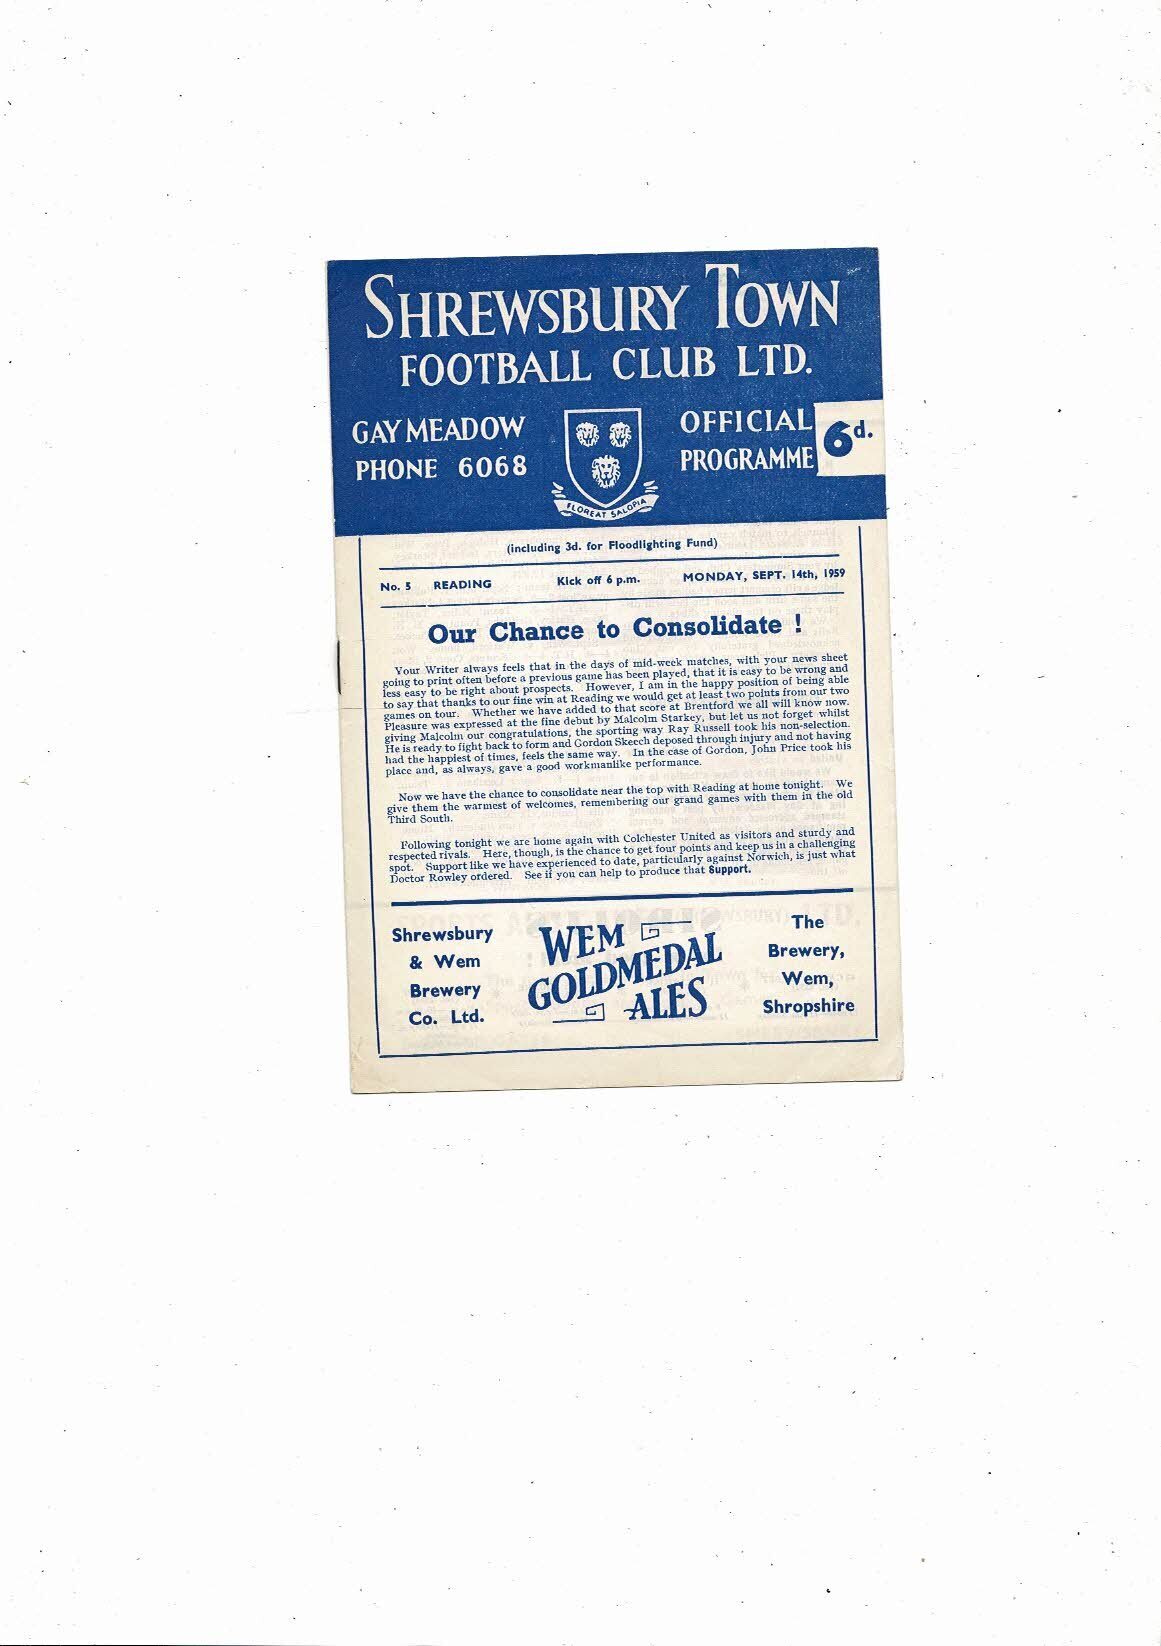 SHREWSBURY TOWN
FOOTBALL CLUB LTD.
GAY MEADOW
PHONE 6068
FLOREAT SALOPIA
OFFICIAL
PROGRAMME
6d.
(including 3d. for Floodlighting Fund)
No. 5 READING Kick off 6 p.m. MONDAY, SEPT. 14th, 1959
Our Chance to Consolidate !
Your Writer always feels that in the days of mid-week matches, with your news sheet
going to print often before a previous game has been played, that it is easy to be wrong and
less easy to be right about prospects. However, I am in the happy position of being able
to say that thanks to our fine win at Reading we would get at least two points from our two
games on tour. Whether we have added to that score at Brentford we all will know now.
Pleasure was expressed at the fine debut by Malcolm Starkey, but let us not forget whilst
giving Malcolm our congratulations, the sporting way Ray Russell took his non-selection.
He is ready to fight back to form and Gordon Skeech deposed through injury and not having
had the happiest of times, feels the same way. In the case of Gordon, John Price took his
place and, as always, gave a good workmanlike performance.
Now we have the chance to consolidate near the top with Reading at home tonight. We
give them the warmest of welcomes, remembering our grand games with them in the old
Third South.
Following tonight we are home again with Colchester United as visitors and sturdy and
respected rivals. Here, though, is the chance to get four points and keep us in a challenging
spot. Support like we have experienced to date, particularly against Norwich, is just what
Doctor Rowley ordered. See if you can help to produce that Support.
Shrewsbury
& Wem
Brewery
Co. Ltd.
WEM
GOLDMEDAL
ALES
The
Brewery,
Wem,
Shropshire